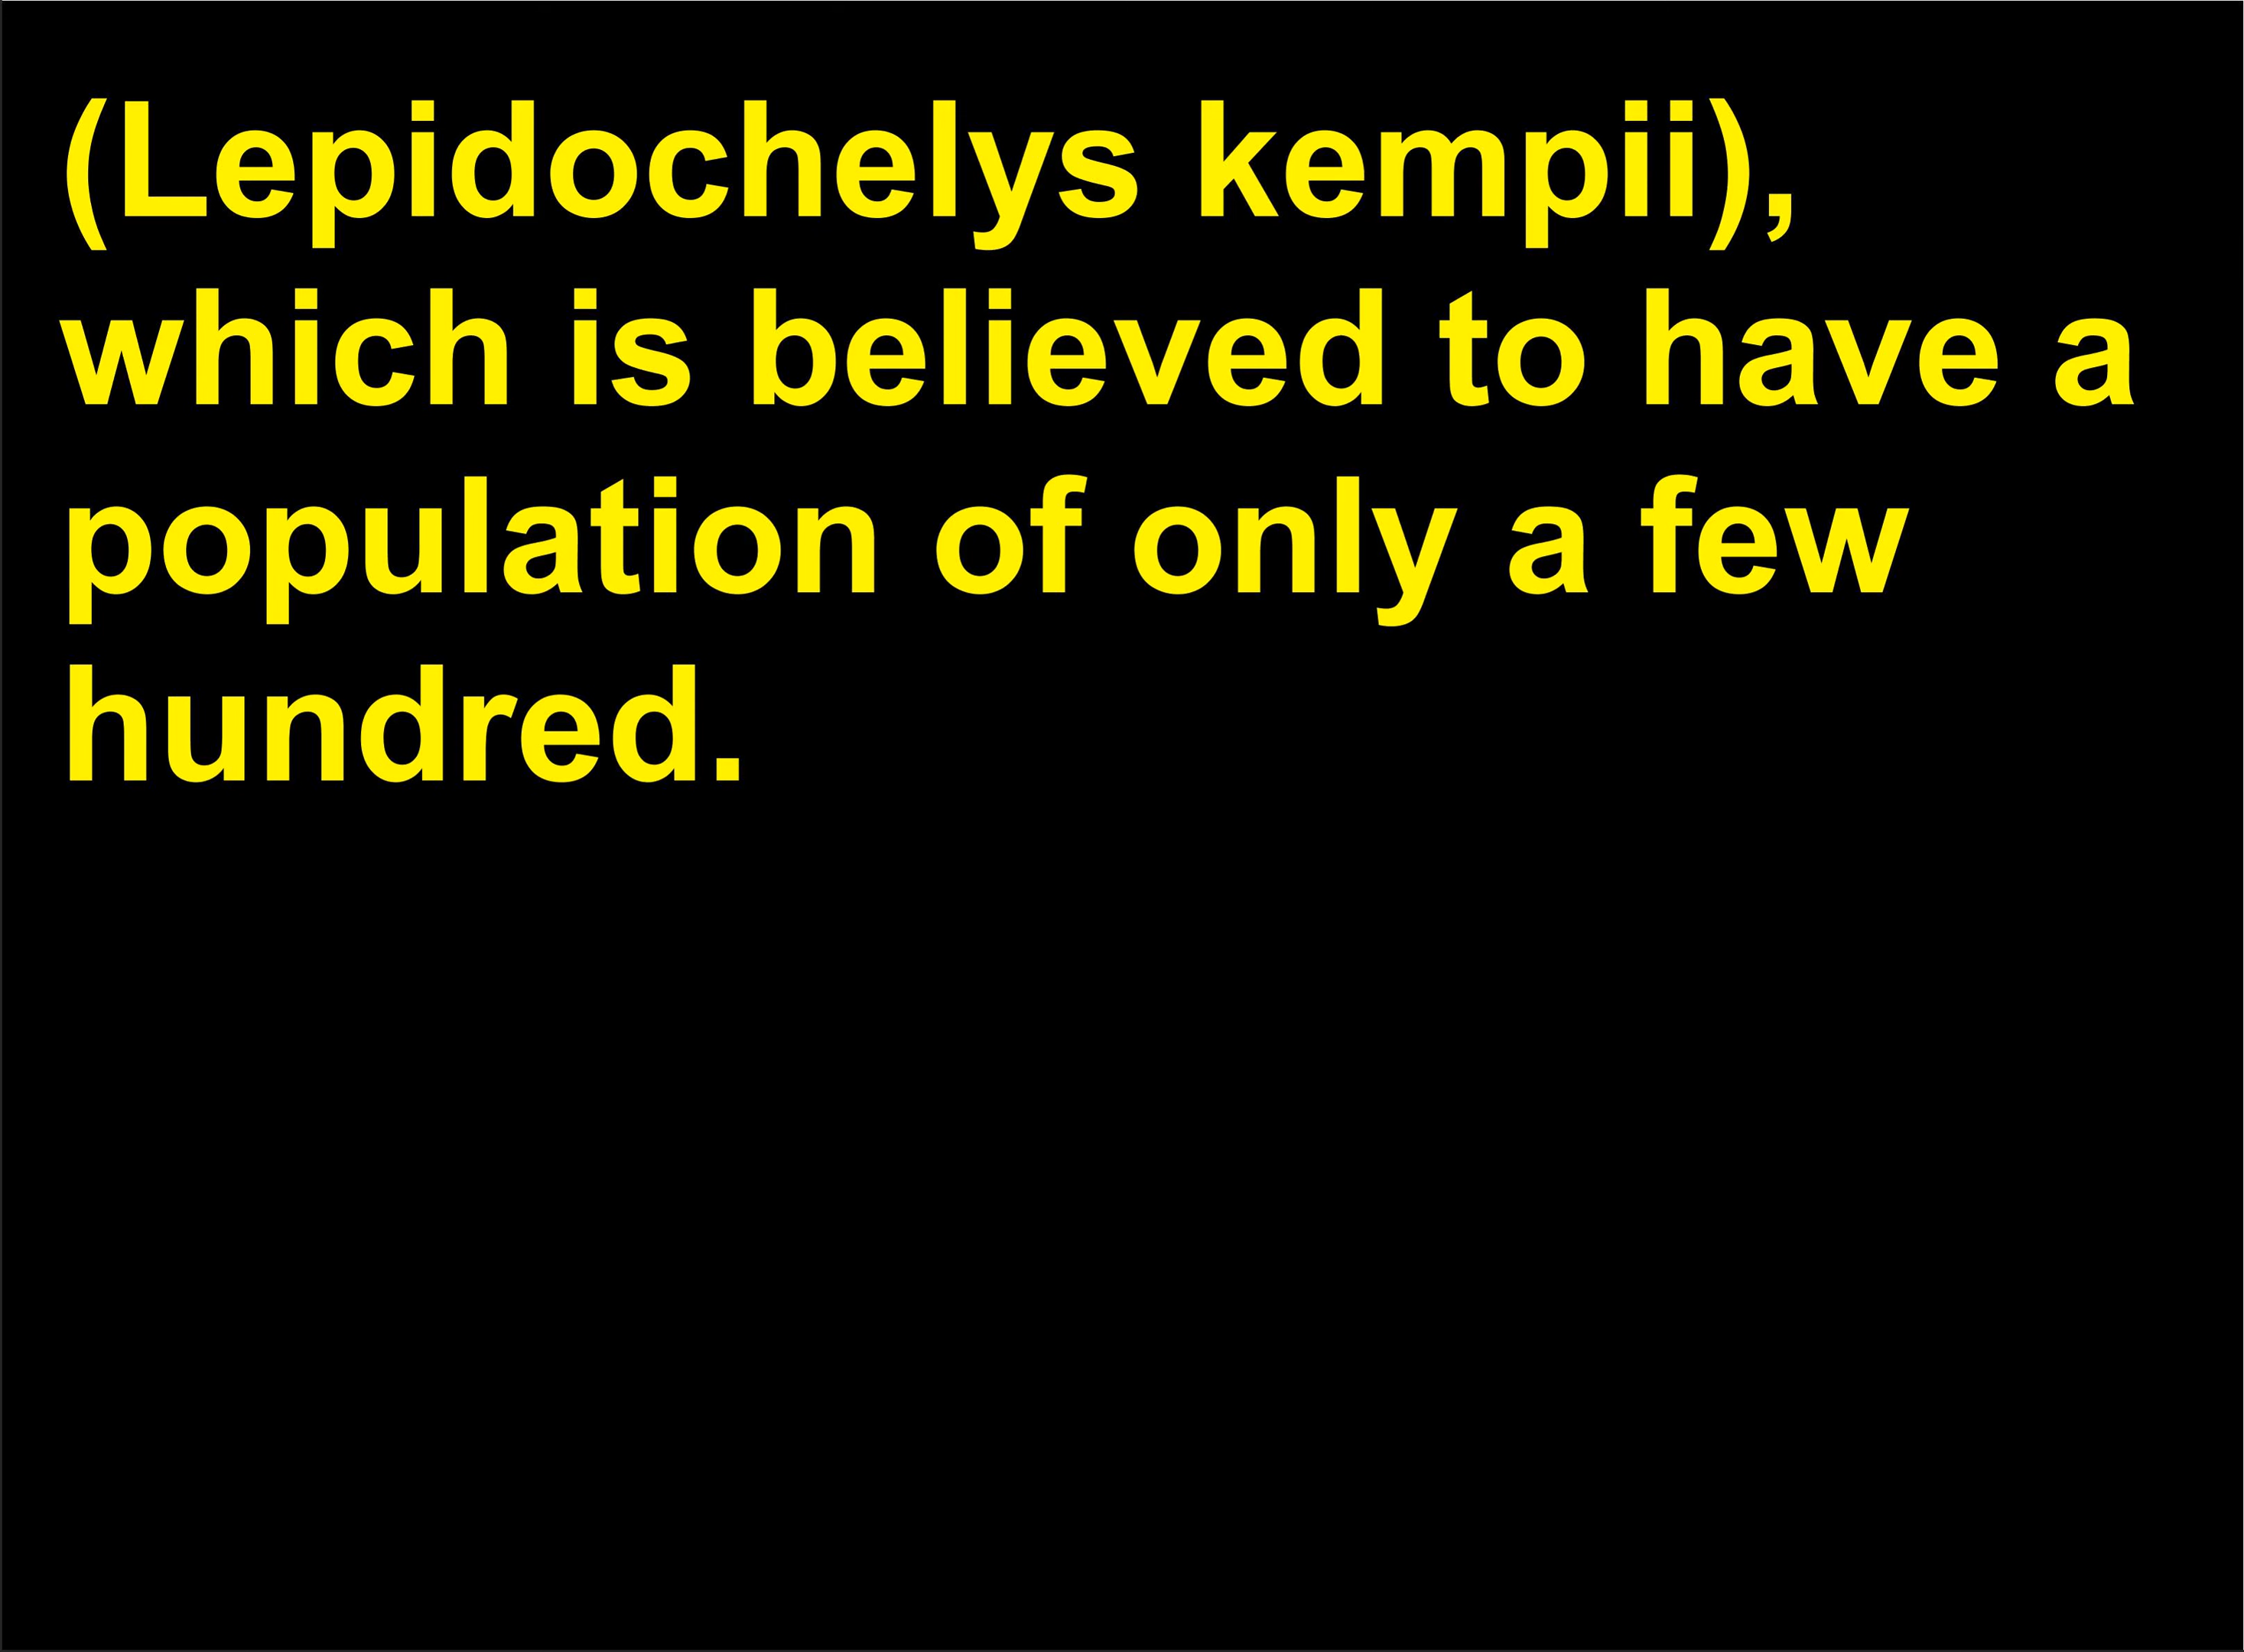 (Lepidochelys kempii),
which is believed to have a
population of only a few
hundred.